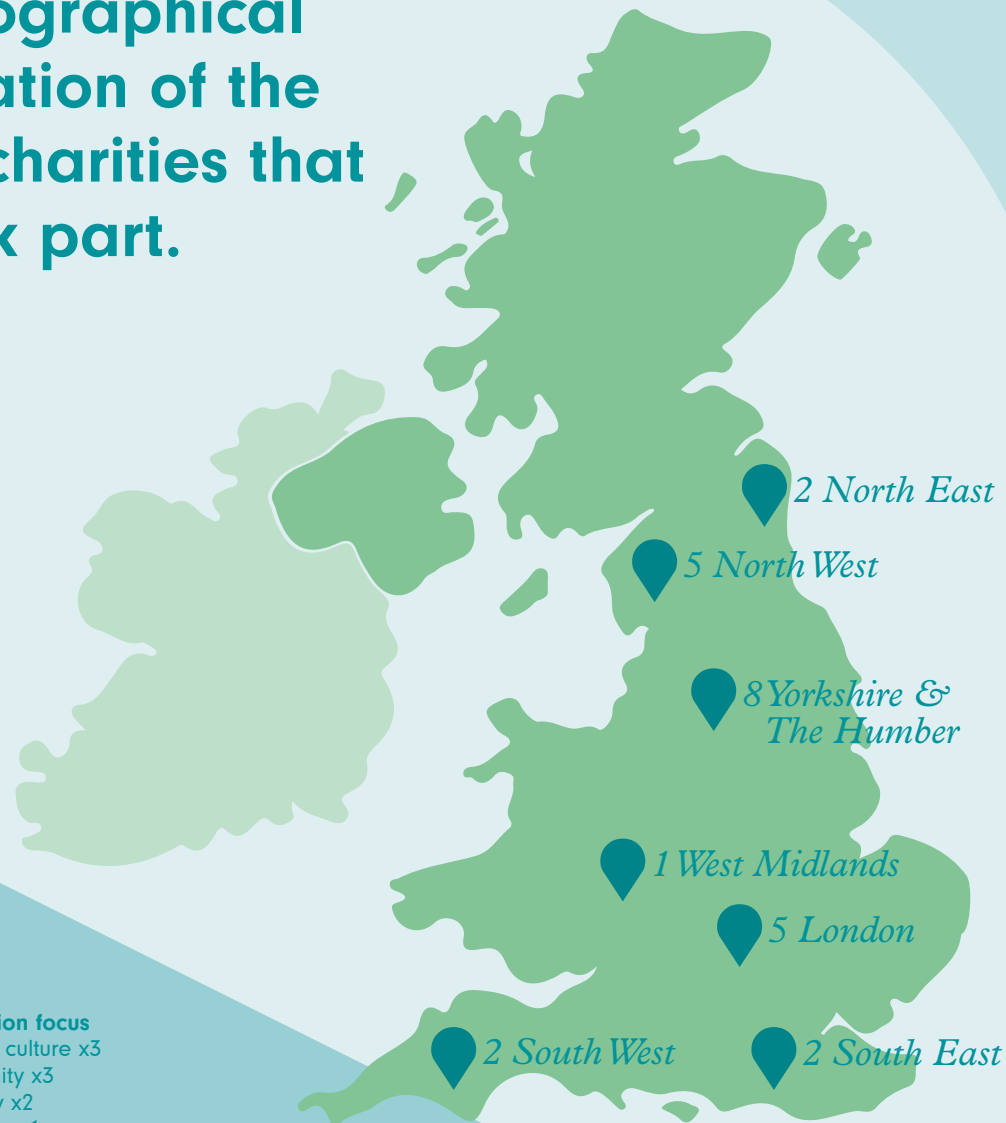 ographical
ation of the
charities that
k part.
2 North East
5 North West
8 Yorkshire &
The Humber
1 West Midlands
5 London
2 South West
2 South East
ion focus
culture x3
ity x3
y x2